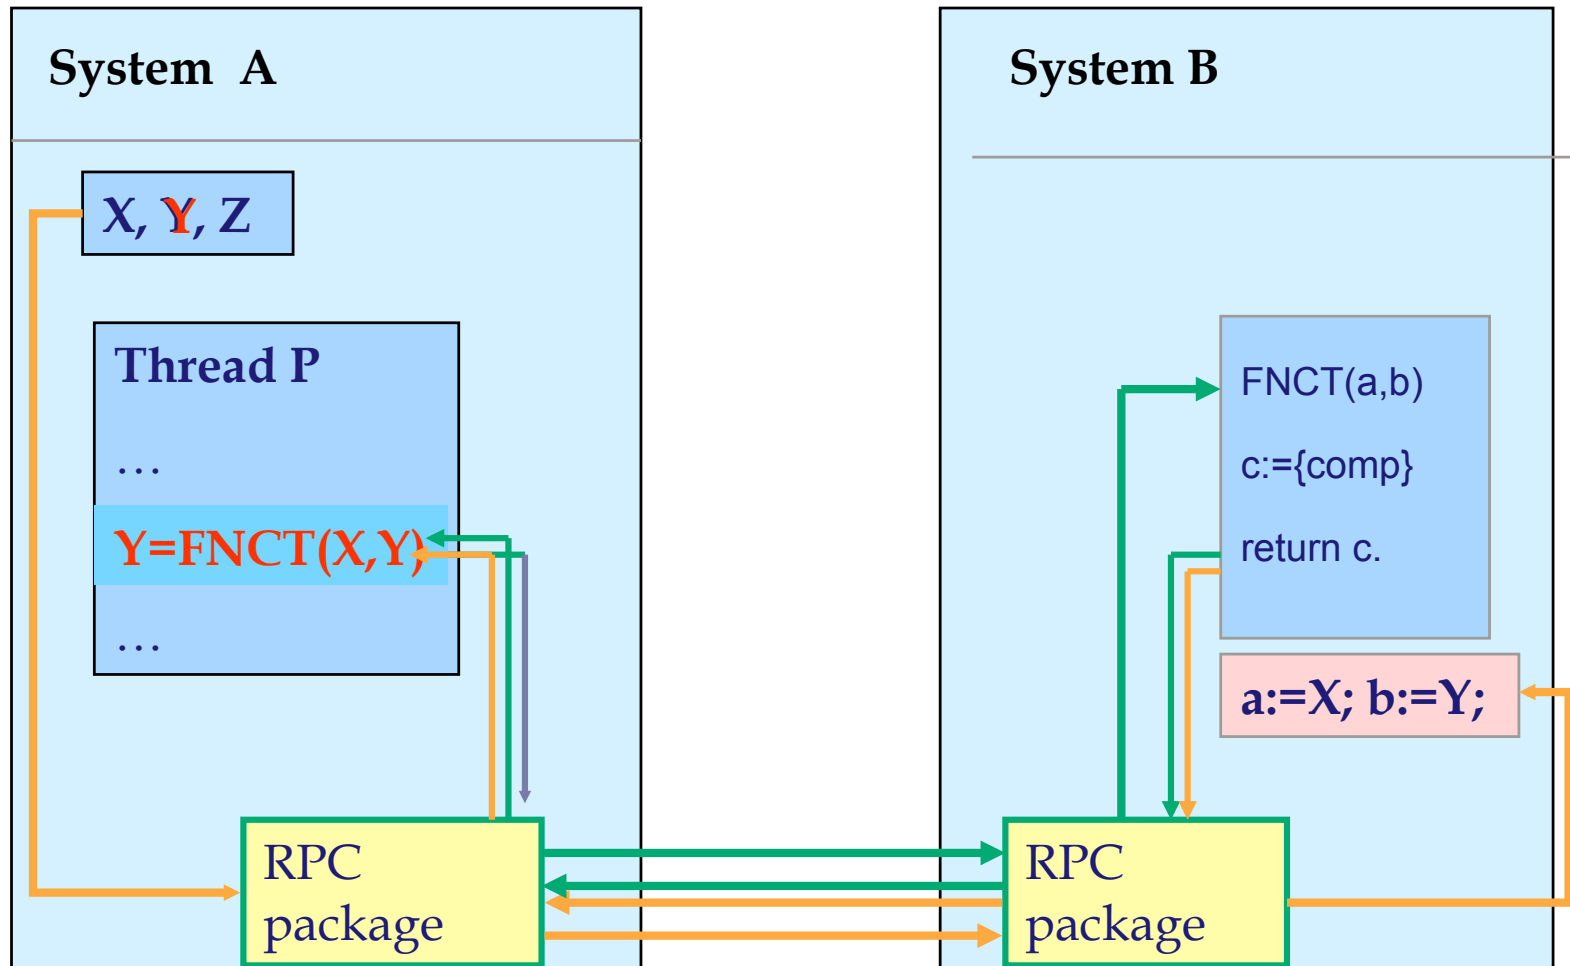 System A
X, Y, Z
Thread P
…
Y=FNCT(X,Y)
…
RPC
package
System B
FNCT(a,b)
c:={comp}
return c.
a:=X; b:=Y;
RPC
package